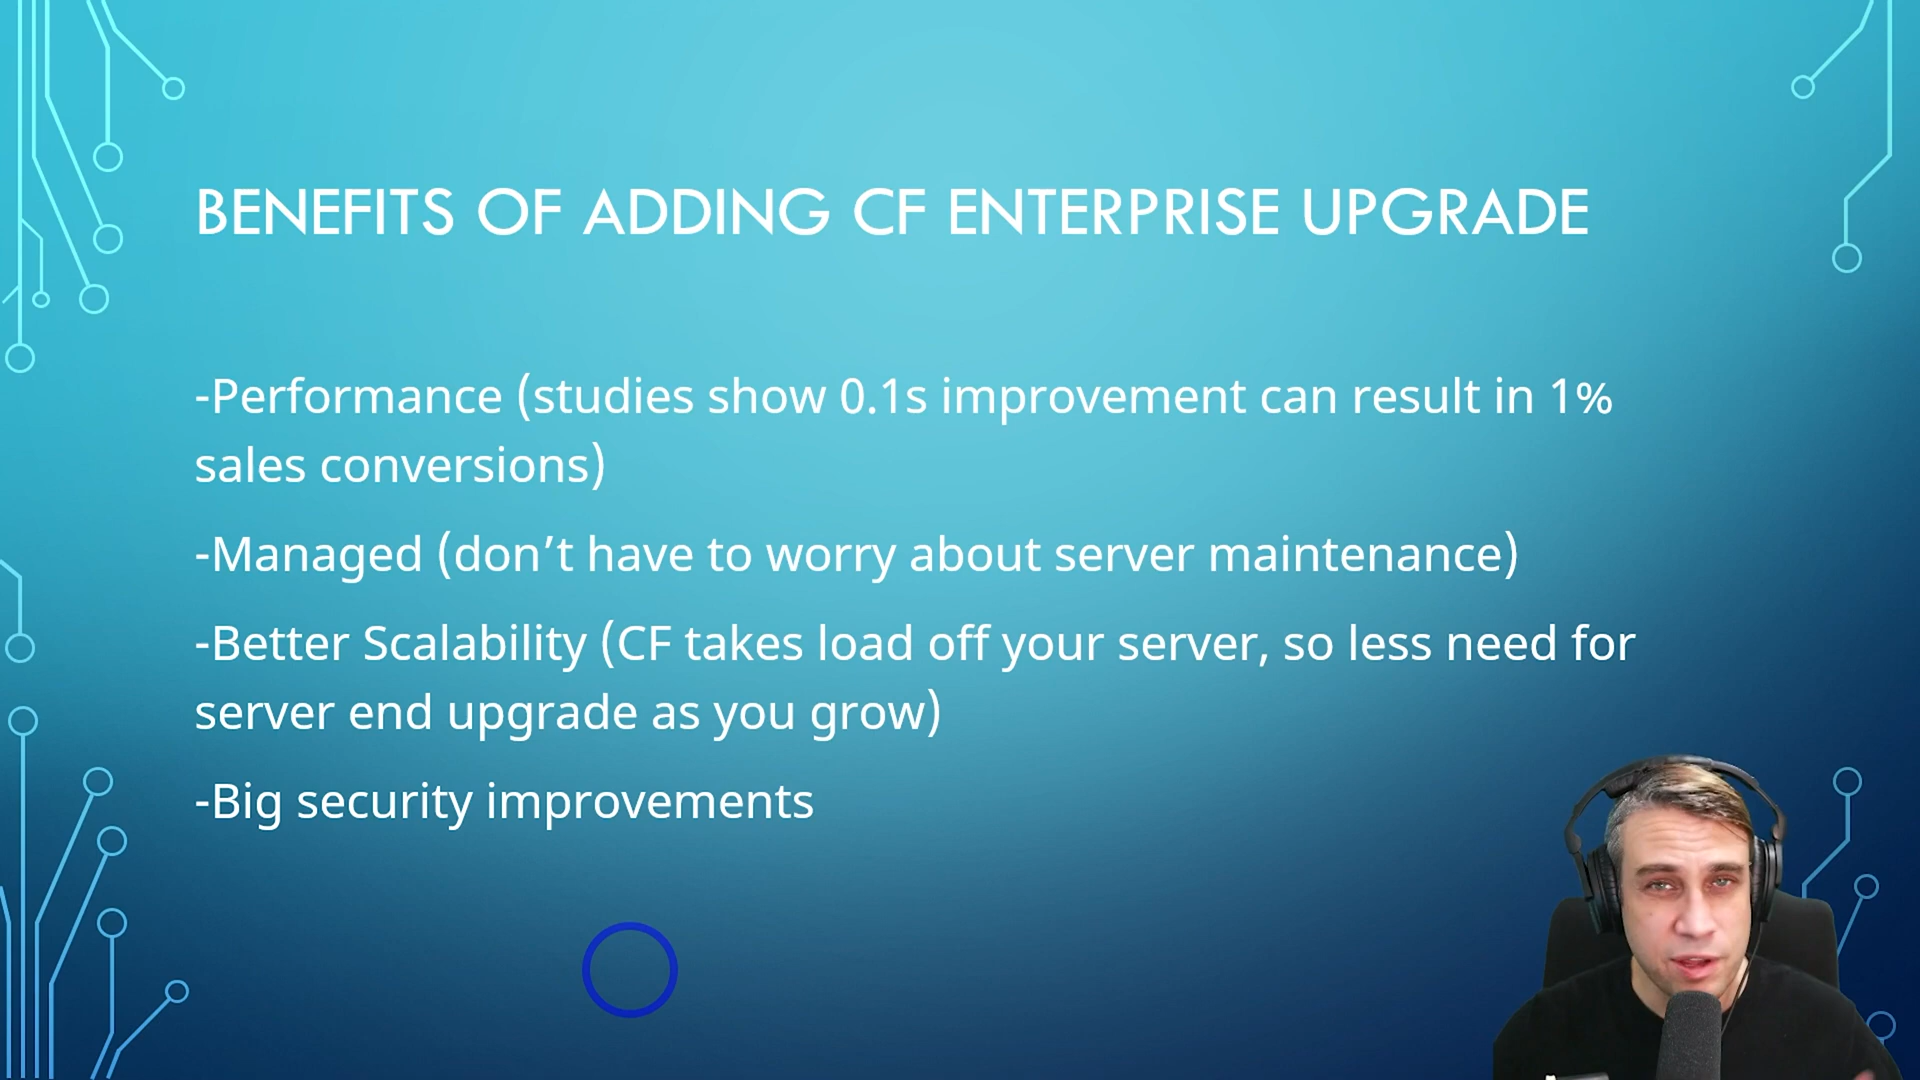 BENEFITS OF ADDING CF ENTERPRISE UPGRADE
-Performance (studies show 0.1s improvement can result in 1%
sales conversions)
-Managed (don’t have to worry about server maintenance)
-Better Scalability (CF takes load off your server, so less need for
server end upgrade as you grow)
-Big security improvements